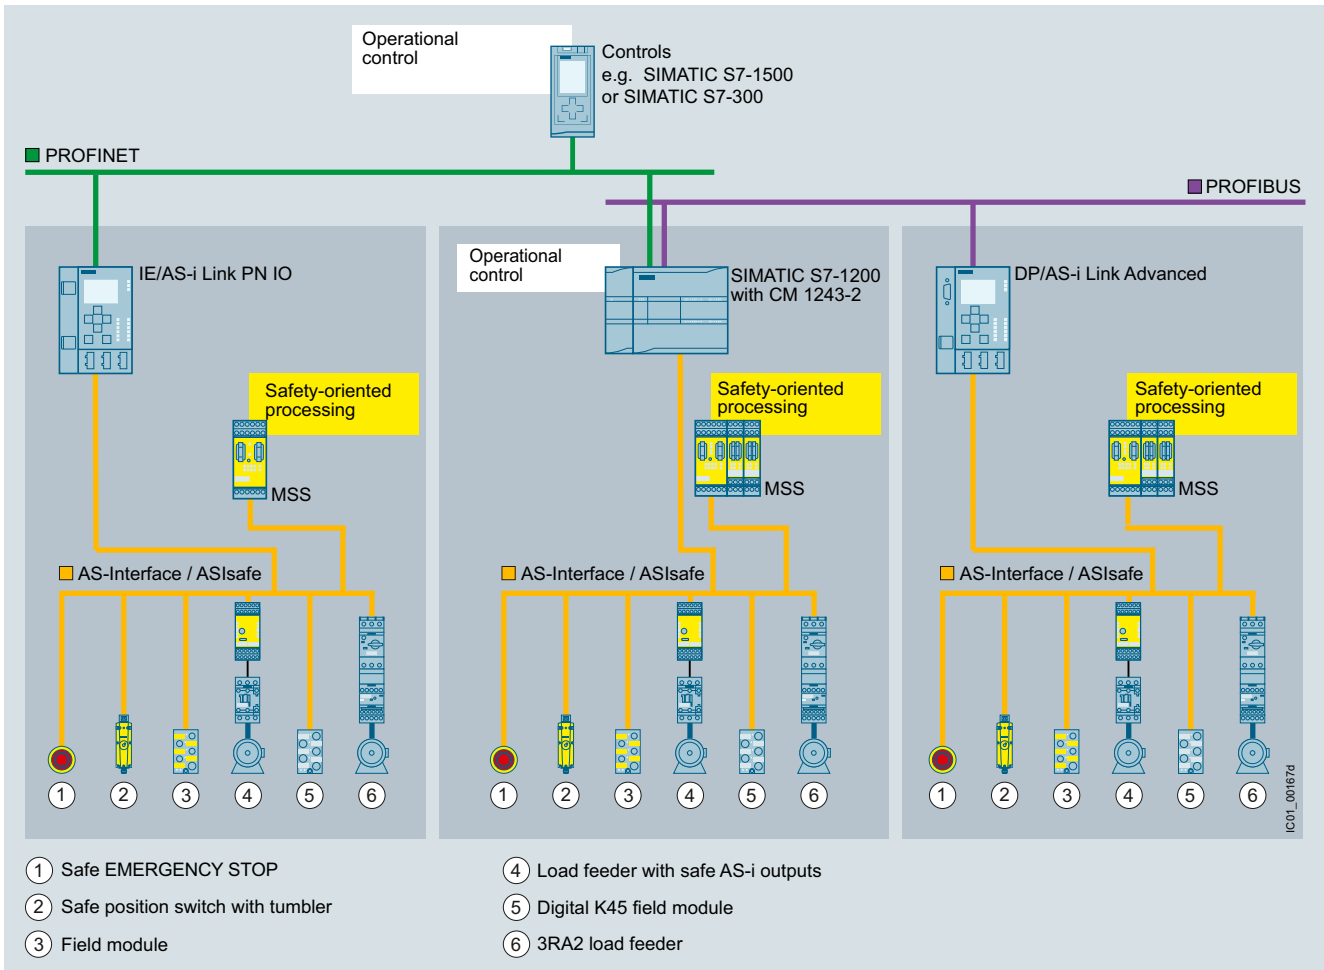 Operational
control
Controls
e.g. SIMATIC S7-1500
or SIMATIC S7-300
PROFINET
PROFIBUS
IE/AS-i Link PN IO
Operational
control
SIMATIC S7-1200
with CM 1243-2
DP/AS-i Link Advanced
Safety-oriented
processing
MSS
Safety-oriented
processing
MSS
Safety-oriented
processing
MSS
AS-Interface / ASIsafe
AS-Interface / ASIsafe
AS-Interface / ASIsafe
1 2 3 4 5 6
1 2 3 4 5 6
1 2 3 4 5 6
IC01_00167d
1 Safe EMERGENCY STOP
2 Safe position switch with tumbler
3 Field module
4 Load feeder with safe AS-i outputs
5 Digital K45 field module
6 3RA2 load feeder